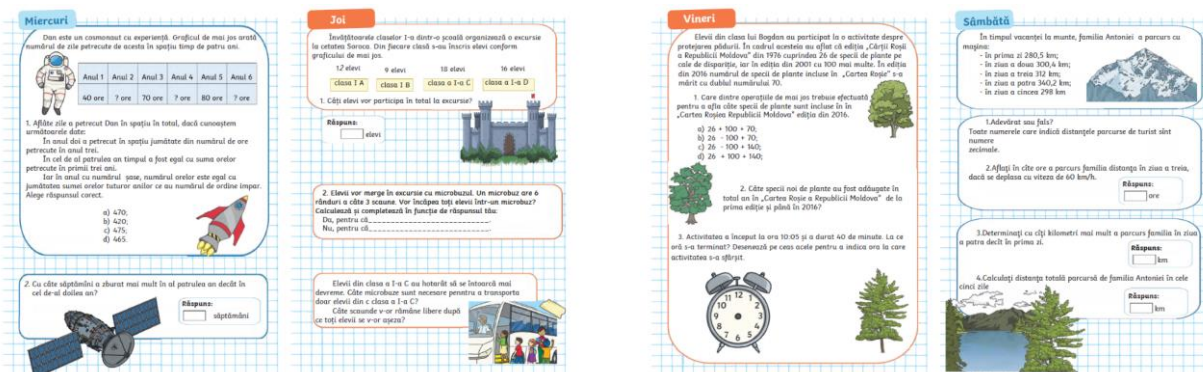 Miercuri
Dan este un cosmonaut cu experiență. Graficul de mai jos arată
numărul de zile petrecute de acesta în spațiu timp de patru ani.
Anul 1 Anul 2 Anul 3 Anul 4 Anul 5 Anul 6
40 ore ? ore 70 ore ? ore 80 ore ? ore
1. Aflăte zile a petrecut Dan în spațiu în total, dacă cunoaștem
următoarele date:
În anul doi a petrecut în spațiu jumătate din numărul de ore
petrecute în anul trei.
În cel de al patrulea an timpul a fost egal cu suma orelor
petrecute în primii trei ani.
Iar în anul cu numărul șase, numărul orelor este egal cu
jumătatea sumei orelor tuturor anilor ce au numărul de ordine impar.
Alege răspunsul corect.
a) 470;
b) 420;
c) 475;
d) 465.
2. Cu câte săptămîni a zburat mai mult în al patrulea an decât în
cel de-al doilea an?
Răspuns:
săptămîni
Joi
Învățătoarele claselor I-a dintr-o școală organizează o excursie
la cetatea Soroca. Din fiecare clasă s-au înscris elevi conform
graficului de mai jos.
12 elevi 9 elevi 18 elevi 16 elevi
clasa I A clasa I B clasa a I-a C clasa a I-a D
1. Câți elevi vor participa în total la excursie?
Răspuns:
elevi
2. Elevii vor merge în excursie cu microbuzul. Un microbuz are 6
rânduri a câte 3 scaune. Vor încăpea toți elevii într-un microbuz?
Calculează și completează în funcție de răspunsul tău:
Da, pentru că____________________.
Nu, pentru că____________________.
Elevii din clasa a I-a C au hotarât să se întoarcă mai
devreme. Câte microbuze sunt necesare penstru a transporta
doar elevii din c clasa a I-a C?
Câte scaunde v-or rămâne libere după
ce toți elevii se v-or așeza?
Vineri
Elevii din clasa lui Bogdan au participat la o activitate despre
protejarea pădurii. În cadrul acesteia au aflat că ediția „Cărții Roșii
a Republicii Moldova" din 1976 cuprindea 26 de specii de plante pe
cale de dispariție, iar în ediția din 2001 cu 100 mai multe. În ediția
din 2016 numărul de specii de plante incluse în „Cartea Roșie" s-a
mărit cu dublul numărului 70.
1. Care dintre operațiile de mai jos trebuie efectuată
pentru a afla câte specii de plante sunt incluse în în
„Cartea Roșiea Republicii Moldova" ediția din 2016.
a) 26 + 100 + 70;
b) 26 - 100 + 70;
c) 26 - 100 + 140;
d) 26 + 100 + 140;
2. Câte specii noi de plante au fost adăugate în
total an în „Cartea Roșie a Republicii Moldova" de la
prima ediție și până în 2016?
3. Activitatea a început la ora 10:05 și a durat 40 de minute. La ce
oră s-a terminat? Desenează pe ceas acele pentru a indica ora la care
activitatea s-a sfârșit.
12 1 2 3 4 5 6 7 8 9 10 11
Sâmbătă
În timpul vacanței la munte, familia Antoniei a parcurs cu
mașina:
- în prima zi 280,5 km;
- în ziua a doua 100,4 km;
- în ziua a treia 312 km;
- în ziua a patra 340,2 km;
- în ziua a cincea 298 km
1.Adevărat sau fals?
Toate numerele care indică distanțele parcurse de turist sînt
numere
zecimale.
2.Aflați în cîte ore a parcurs familia distanța în ziua a treia,
dacă se deplasa cu viteza de 60 km/h.
Răspuns:
ore
3.Determinați cu cîți kilometri mai mult a parcurs familia în ziua
a patra decît în prima zi.
Răspuns:
km
4.Calculați distanța totală parcursă de familia Antoniei în cele
cinci zile
Răspuns:
km